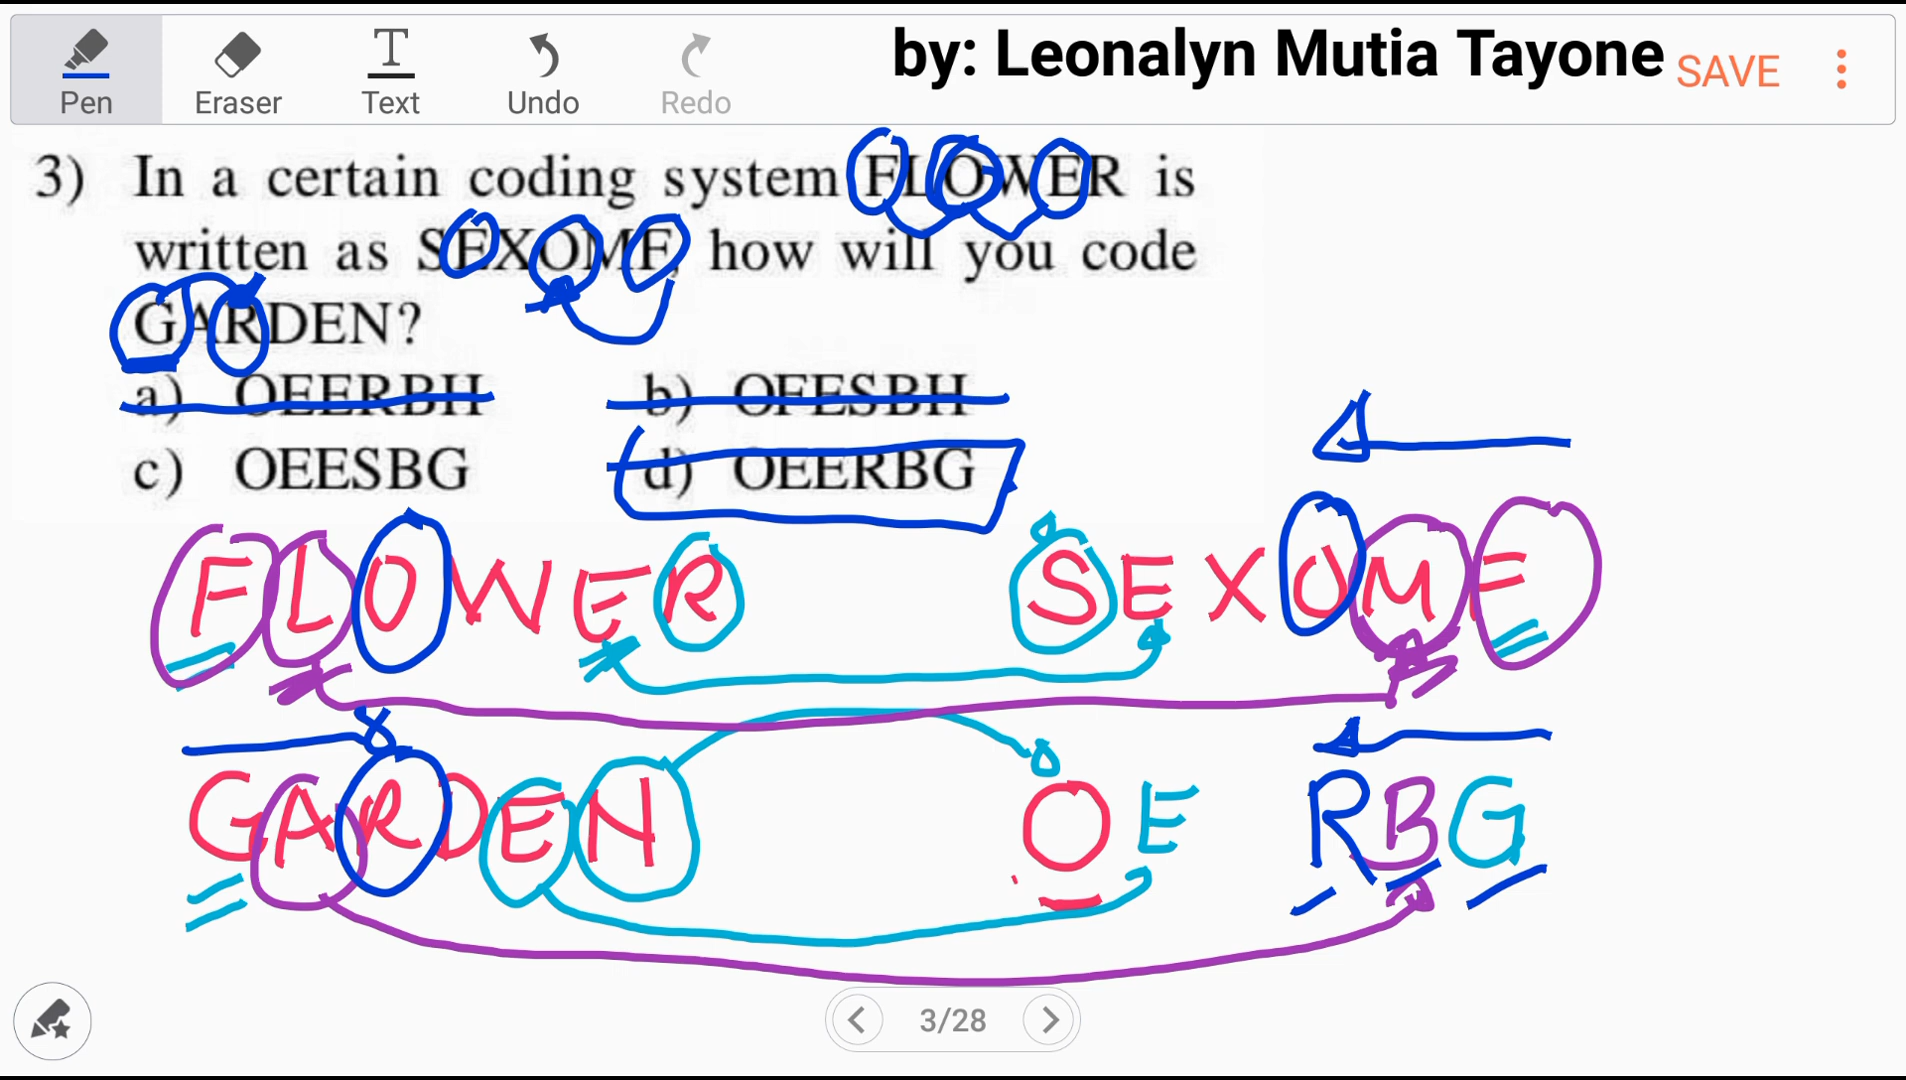 by: Leonalyn Mutia Tayone
SAVE
Pen
Eraser
Text
Undo
Redo
3) In a certain coding system FLOWER is
written as SEXOMF, how will you code
GARDEN?
a) OEERBH b) OFESBH
c) OEESBG d) OEERBG
FLOWER SEXOMF
GARDEN OE RBG
3/28